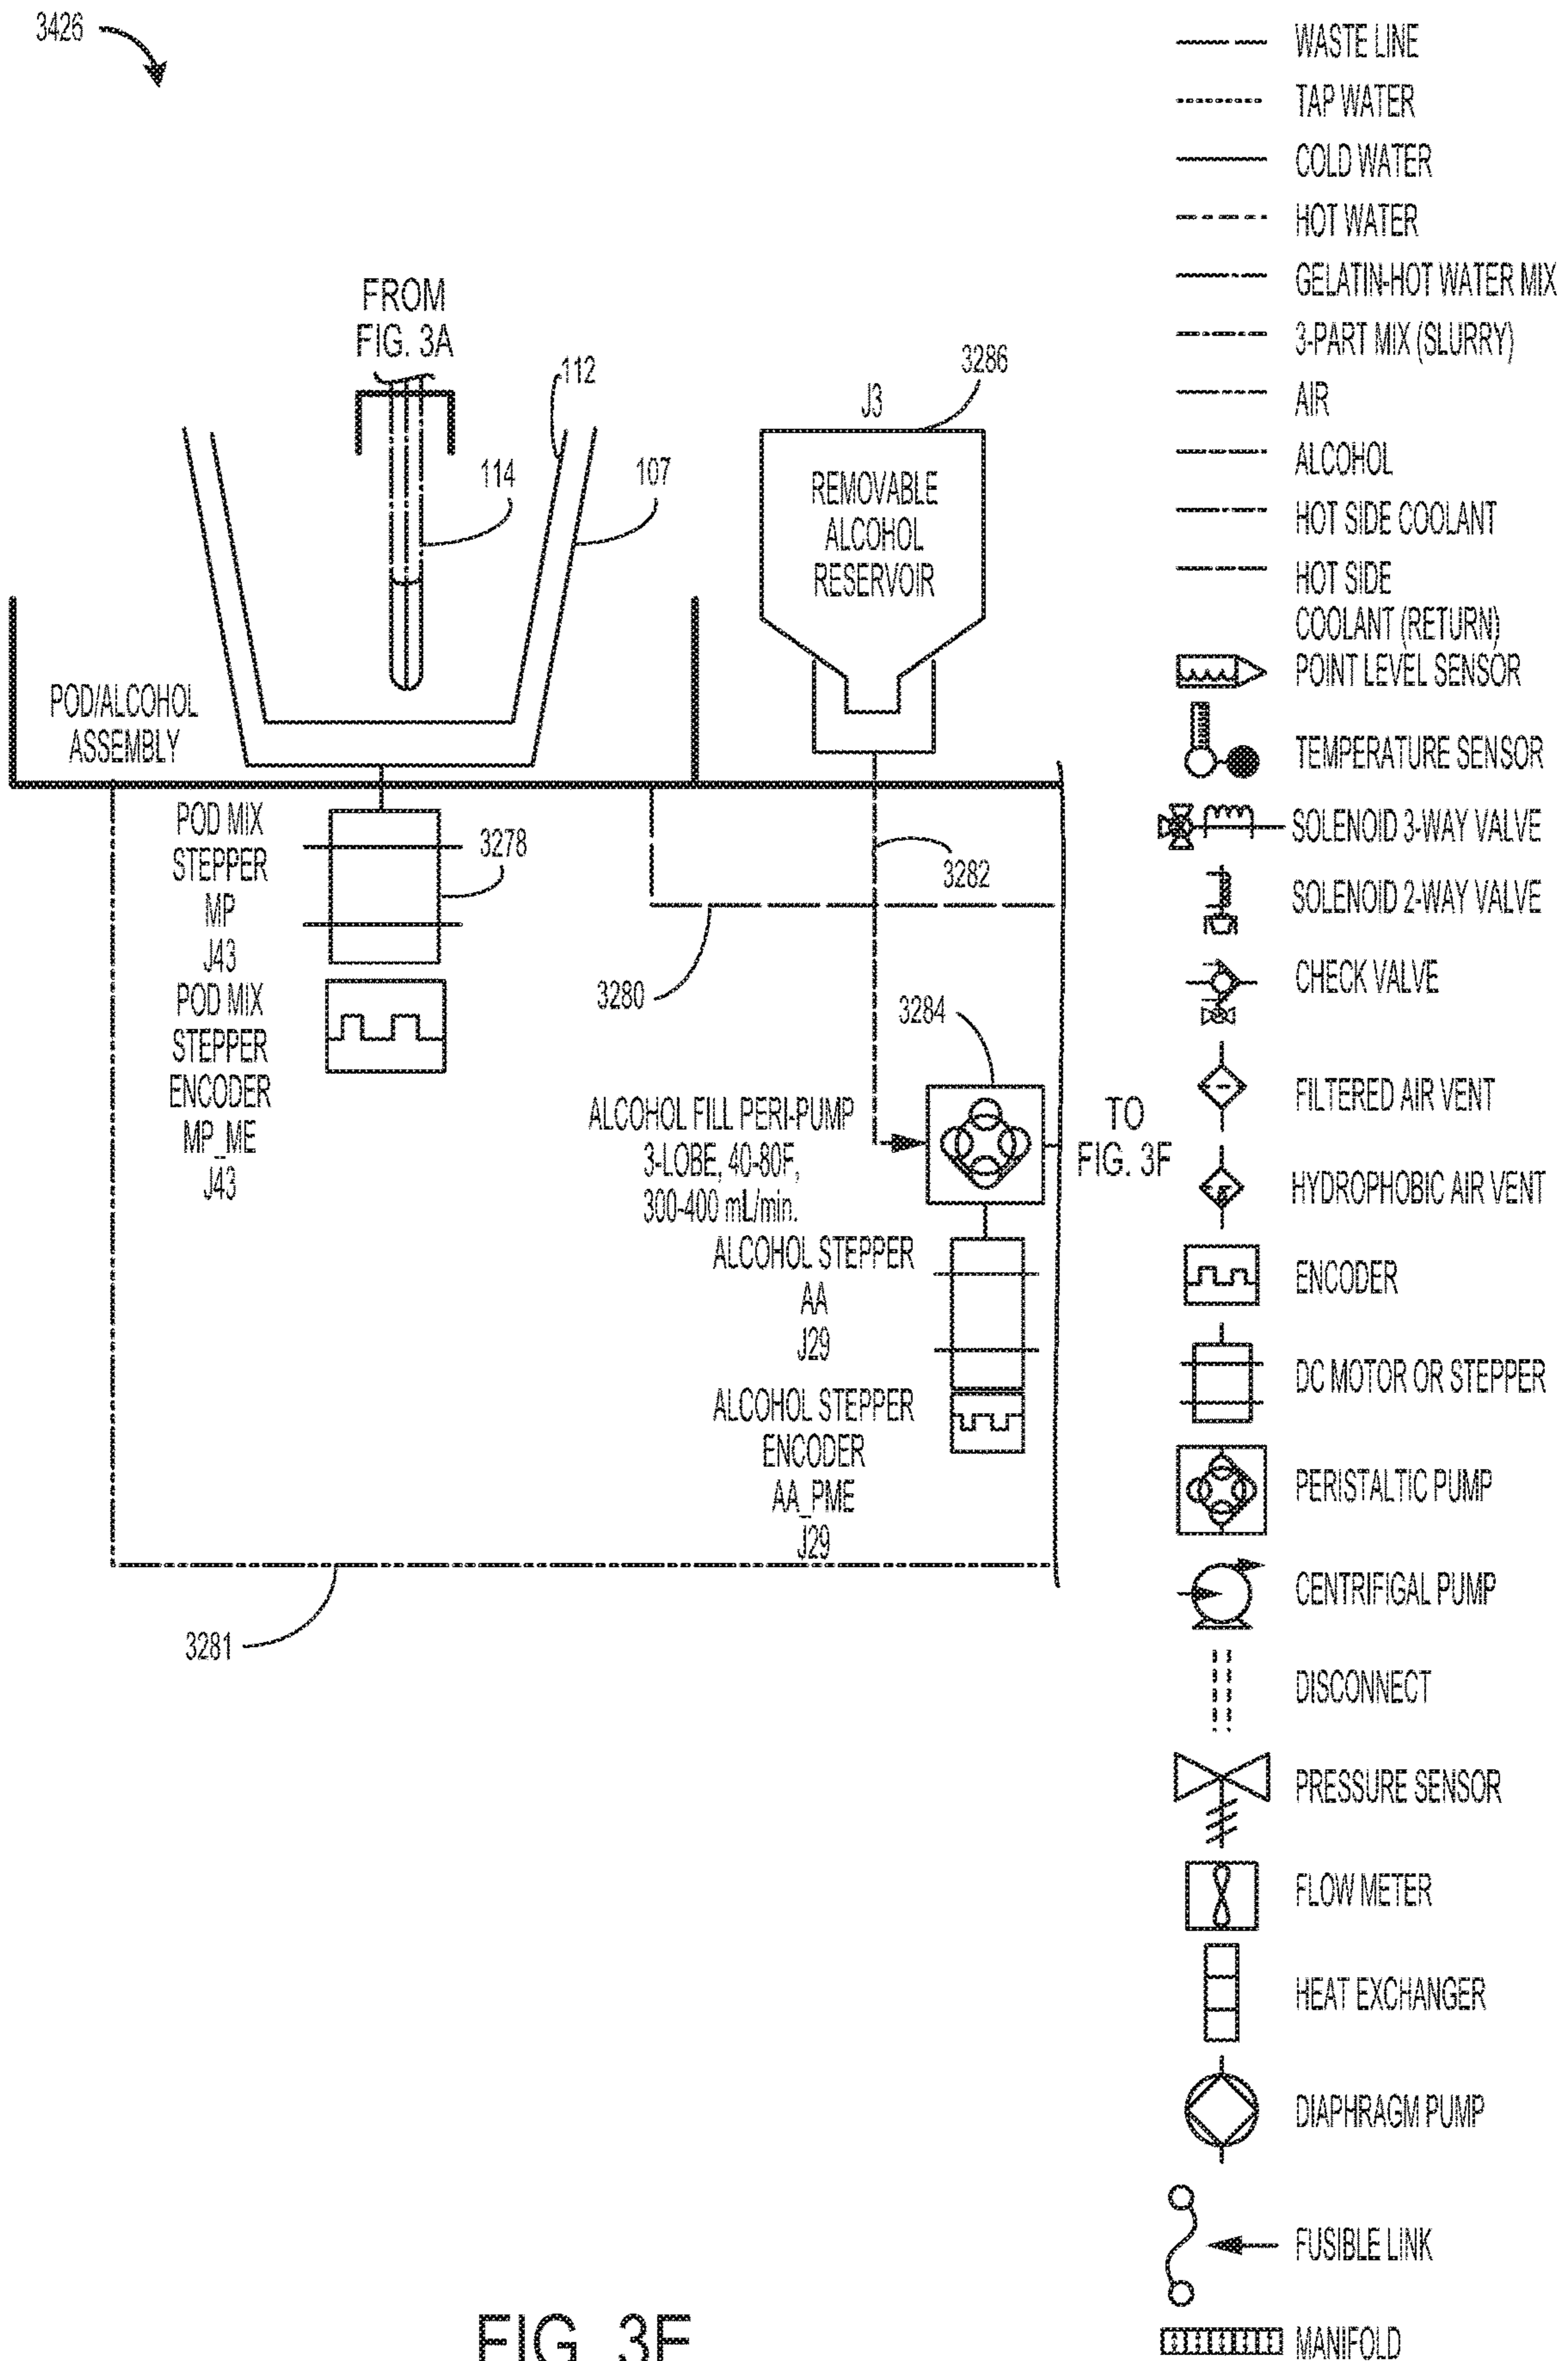 3426
FROM
FIG. 3A
112
114
107
J3
3286
REMOVABLE
ALCOHOL
RESERVOIR
POD/ALCOHOL
ASSEMBLY
POD MIX
STEPPER
MP
J43
3278
POD MIX
STEPPER
ENCODER
MP_ME
J43
3282
3280
3284
ALCOHOL FILL PERI-PUMP
3-LOBE, 40-80F,
300-400 mL/min.
TO
FIG. 3F
ALCOHOL STEPPER
AA
J29
ALCOHOL STEPPER
ENCODER
AA_PME
J29
3281
WASTE LINE
TAP WATER
COLD WATER
HOT WATER
GELATIN-HOT WATER MIX
3-PART MIX (SLURRY)
AIR
ALCOHOL
HOT SIDE COOLANT
HOT SIDE
COOLANT (RETURN)
POINT LEVEL SENSOR
TEMPERATURE SENSOR
SOLENOID 3-WAY VALVE
SOLENOID 2-WAY VALVE
CHECK VALVE
FILTERED AIR VENT
HYDROPHOBIC AIR VENT
ENCODER
DC MOTOR OR STEPPER
PERISTALTIC PUMP
CENTRIFIGAL PUMP
DISCONNECT
PRESSURE SENSOR
FLOW METER
HEAT EXCHANGER
DIAPHRAGM PUMP
FUSIBLE LINK
MANIFOLD